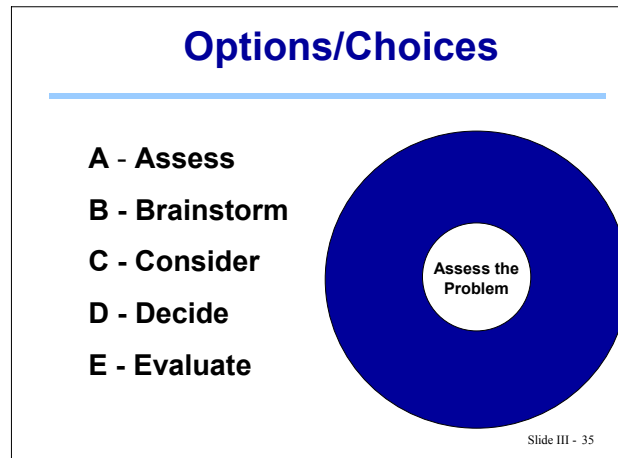 Options/Choices
A - Assess
B - Brainstorm
C - Consider
D - Decide
E - Evaluate
Assess the
Problem
Slide III - 35